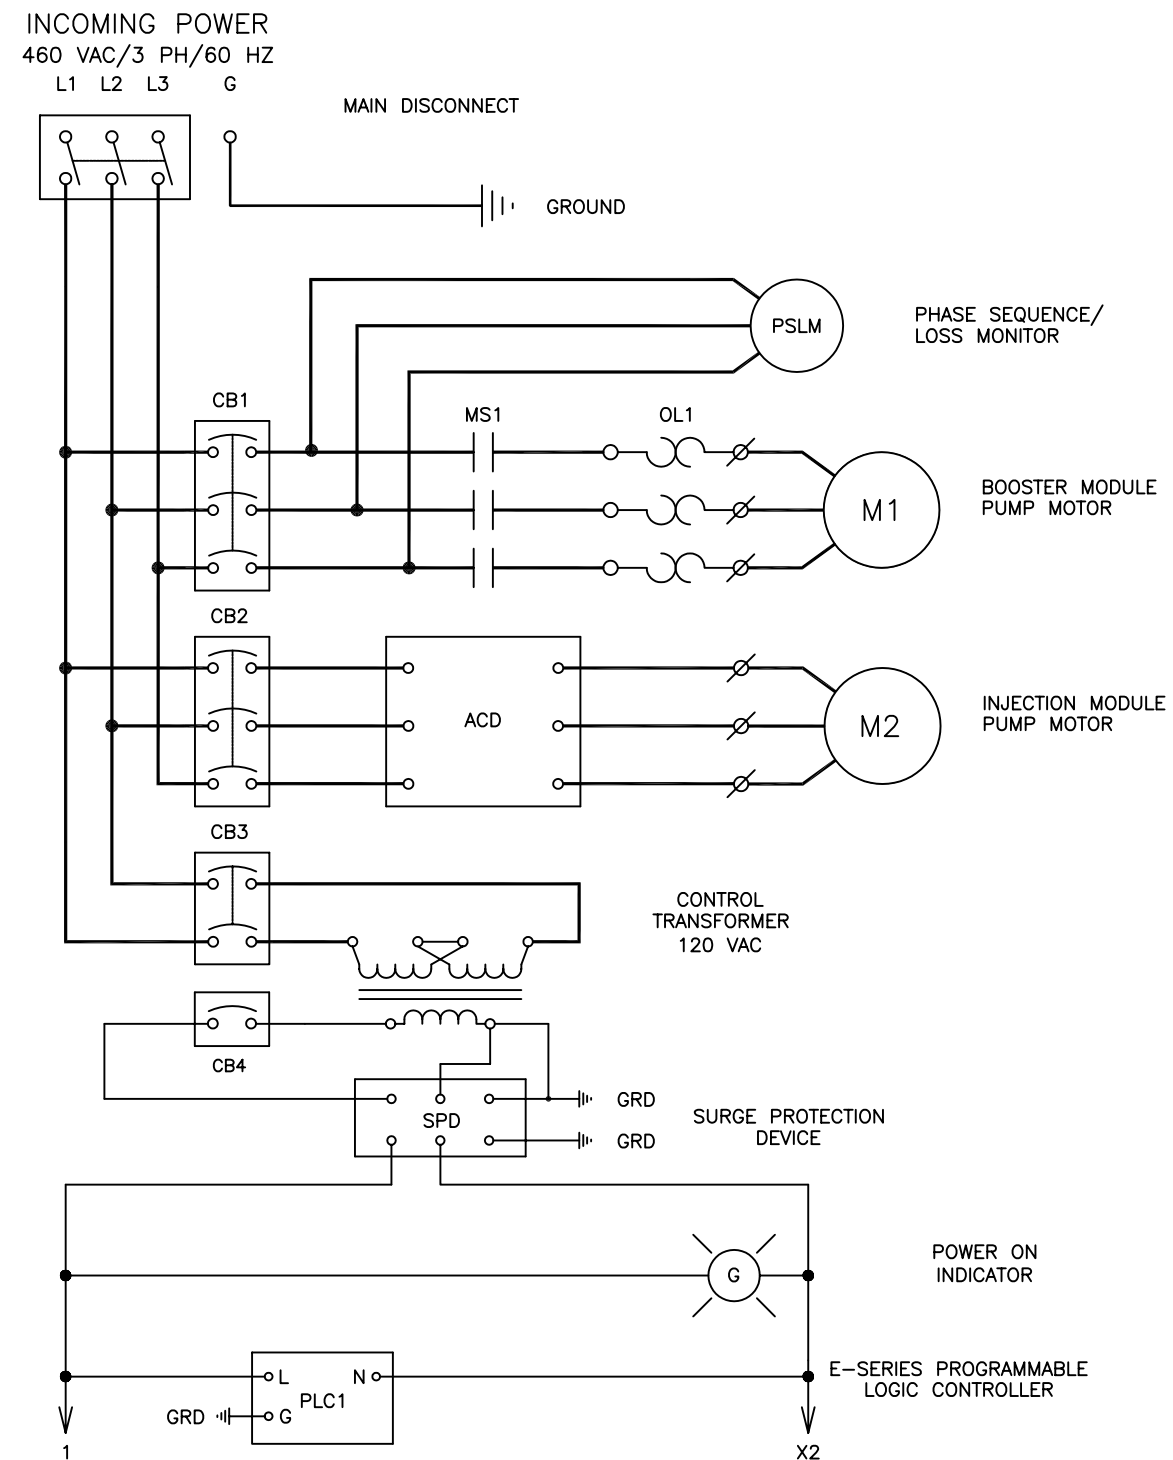 INCOMING POWER
460 VAC/3 PH/60 HZ
L1 L2 L3 G
MAIN DISCONNECT
GROUND
PSLM
PHASE SEQUENCE/
LOSS MONITOR
CB1
MS1
OL1
M1
BOOSTER MODULE
PUMP MOTOR
CB2
ACD
M2
INJECTION MODULE
PUMP MOTOR
CB3
CONTROL
TRANSFORMER
120 VAC
CB4
SPD
GRD
GRD
SURGE PROTECTION
DEVICE
G
POWER ON
INDICATOR
L
N
PLC1
GRD
G
E-SERIES PROGRAMMABLE
LOGIC CONTROLLER
1
X2